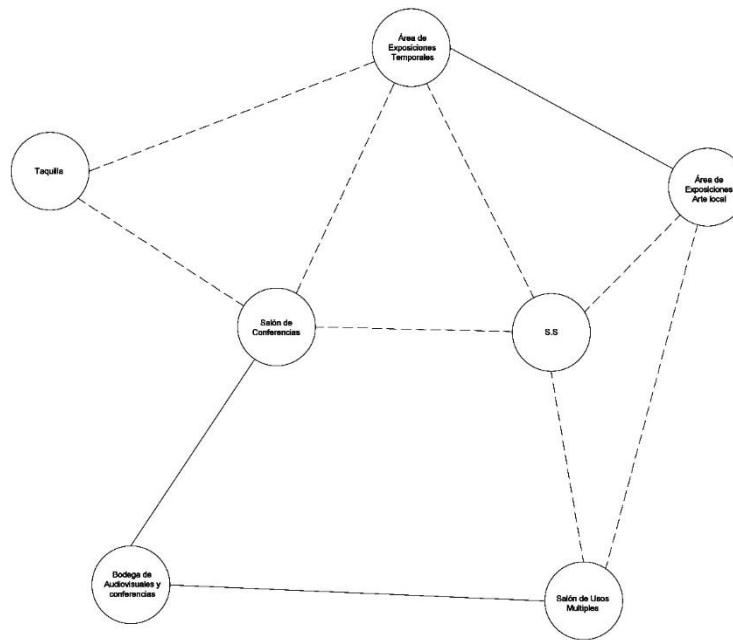 Área de
Exposiciones
Temporales
Taquilla
Área de
Exposiciones
Arte local
Salón de
Conferencias
S.S
Bodega de
Audiovisuales y
conferencias
Salón de Usos
Multiples